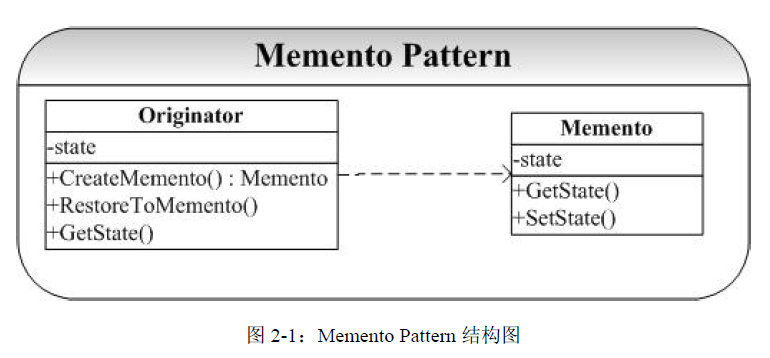 Memento Pattern
Originator
-state
+CreateMemento() : Memento
+RestoreToMemento()
+GetState()
Memento
-state
+GetState()
+SetState()
图 2-1：Memento Pattern 结构图